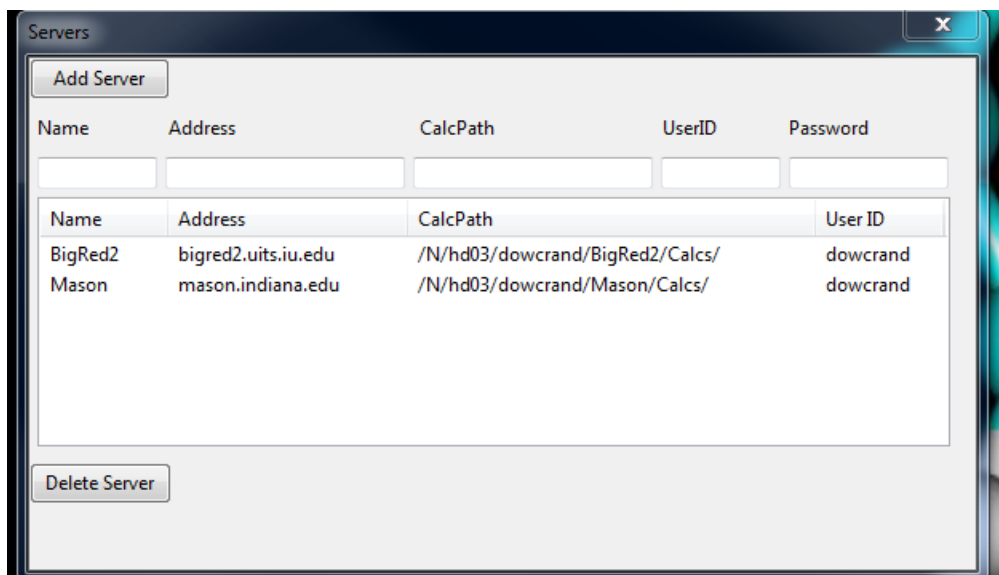 Servers
x
Add Server
Name Address CalcPath UserID Password
Name Address CalcPath User ID
BigRed2 bigred2.uits.iu.edu /N/hd03/dowcrand/BigRed2/Calcs/ dowcrand
Mason mason.indiana.edu /N/hd03/dowcrand/Mason/Calcs/ dowcrand
Delete Server